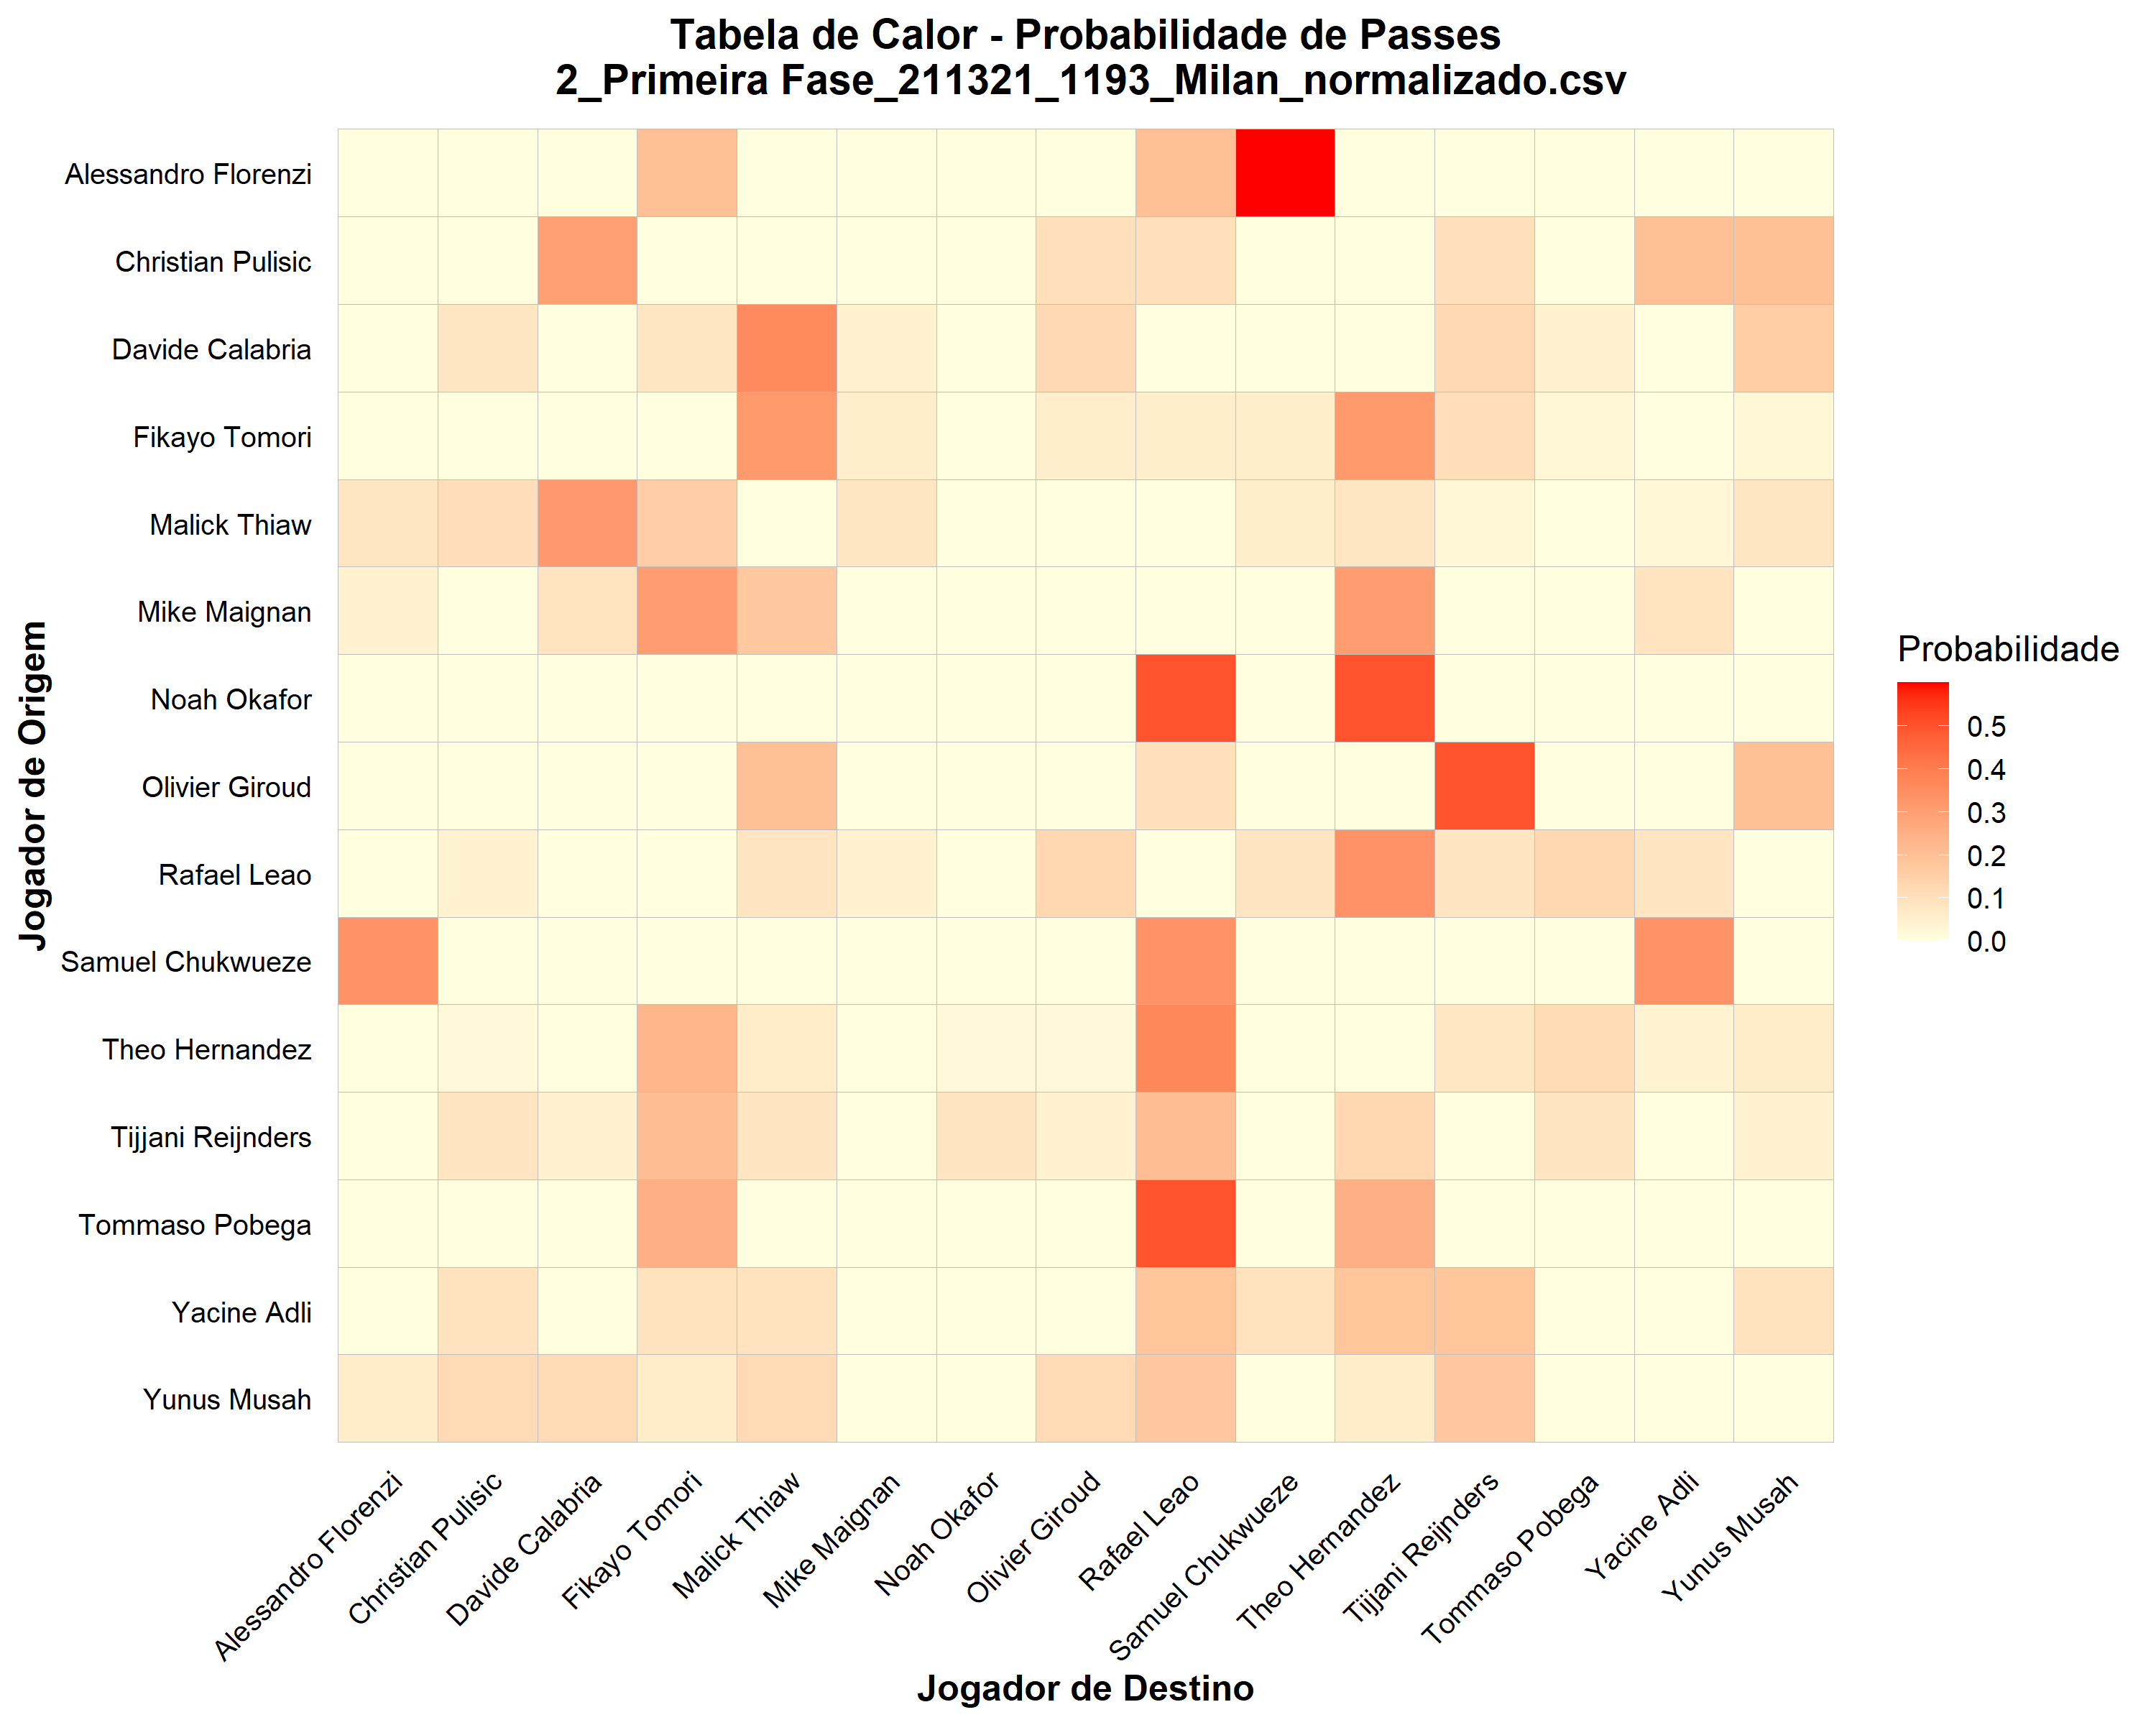 Tabela de Calor - Probabilidade de Passes
2_Primeira Fase_211321_1193_Milan_normalizado.csv
Jogador de Origem
Alessandro Florenzi
Christian Pulisic
Davide Calabria
Fikayo Tomori
Malick Thiaw
Mike Maignan
Noah Okafor
Olivier Giroud
Rafael Leao
Samuel Chukwueze
Theo Hernandez
Tijjani Reijnders
Tommaso Pobega
Yacine Adli
Yunus Musah
Alessandro Florenzi
Christian Pulisic
Davide Calabria
Fikayo Tomori
Malick Thiaw
Mike Maignan
Noah Okafor
Olivier Giroud
Rafael Leao
Samuel Chukwueze
Theo Hernandez
Tijjani Reijnders
Tommaso Pobega
Yacine Adli
Yunus Musah
Jogador de Destino
Probabilidade
0.5
0.4
0.3
0.2
0.1
0.0